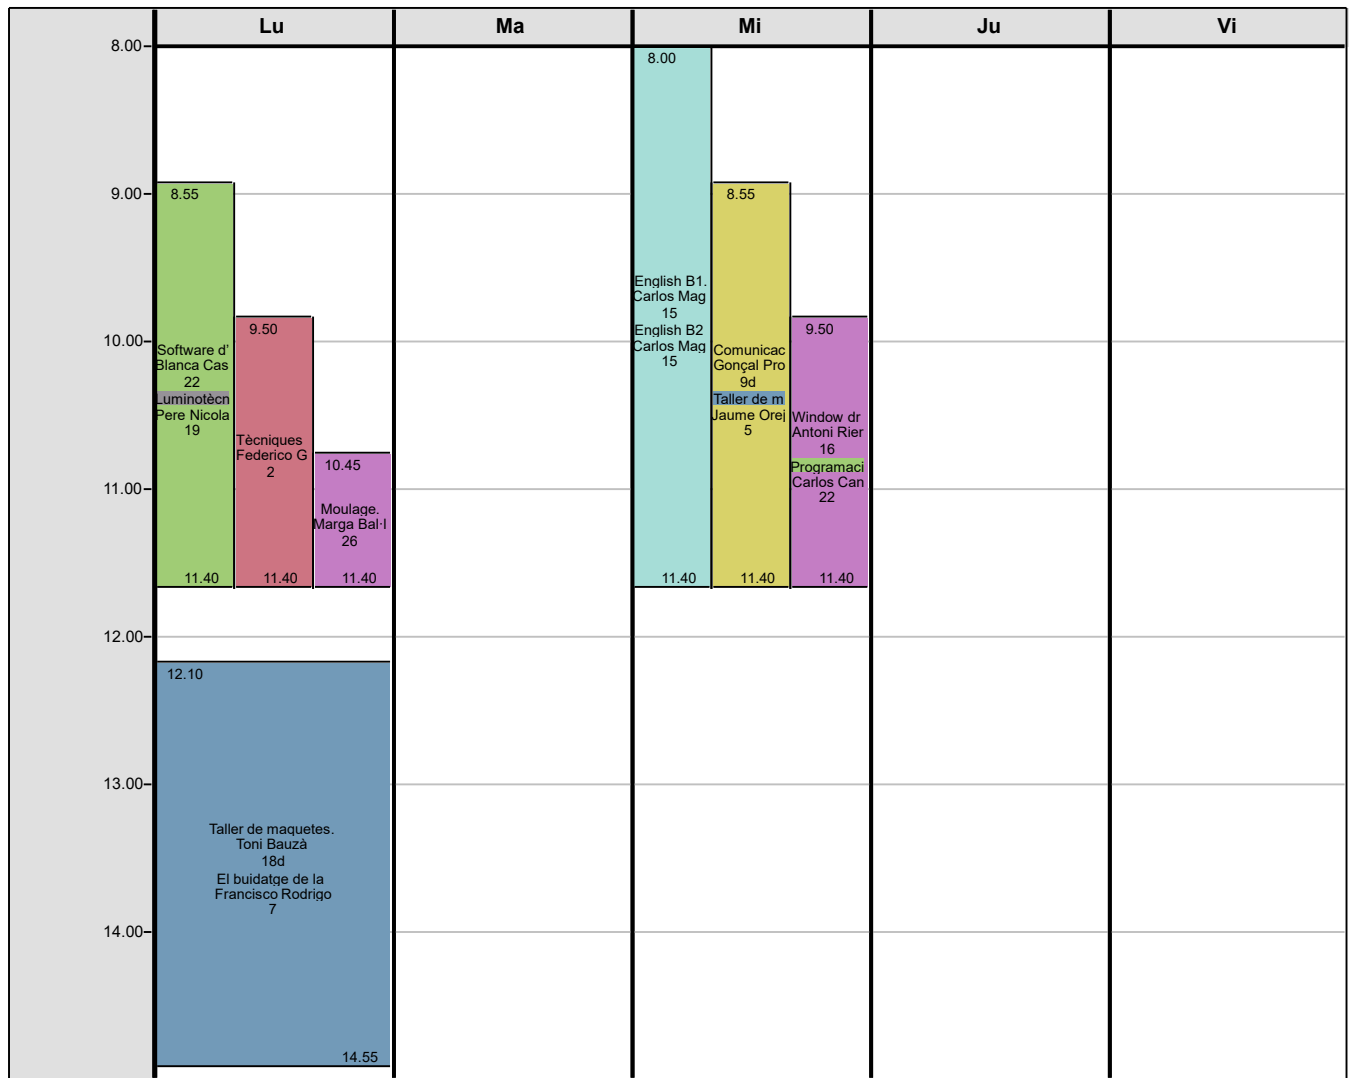 Lu
Ma
Mi
Ju
Vi
8.00
9.00
10.00
11.00
12.00
13.00
14.00
8.55
Software d'
Blanca Cas
22
Luminotècn
Pere Nicola
19
11.40
9.50
Tècniques
Federico G
2
11.40
10.45
Moulage.
Marga Bal·l
26
11.40
12.10
Taller de maquetes.
Toni Bauzà
18d
El buidatge de la
Francisco Rodrigo
7
14.55
8.00
English B1.
Carlos Mag
15
English B2
Carlos Mag
15
11.40
8.55
Comunicac
Gonçal Pro
9d
Taller de m
Jaume Orej
5
11.40
9.50
Window dr
Antoni Rier
16
Programaci
Carlos Can
22
11.40